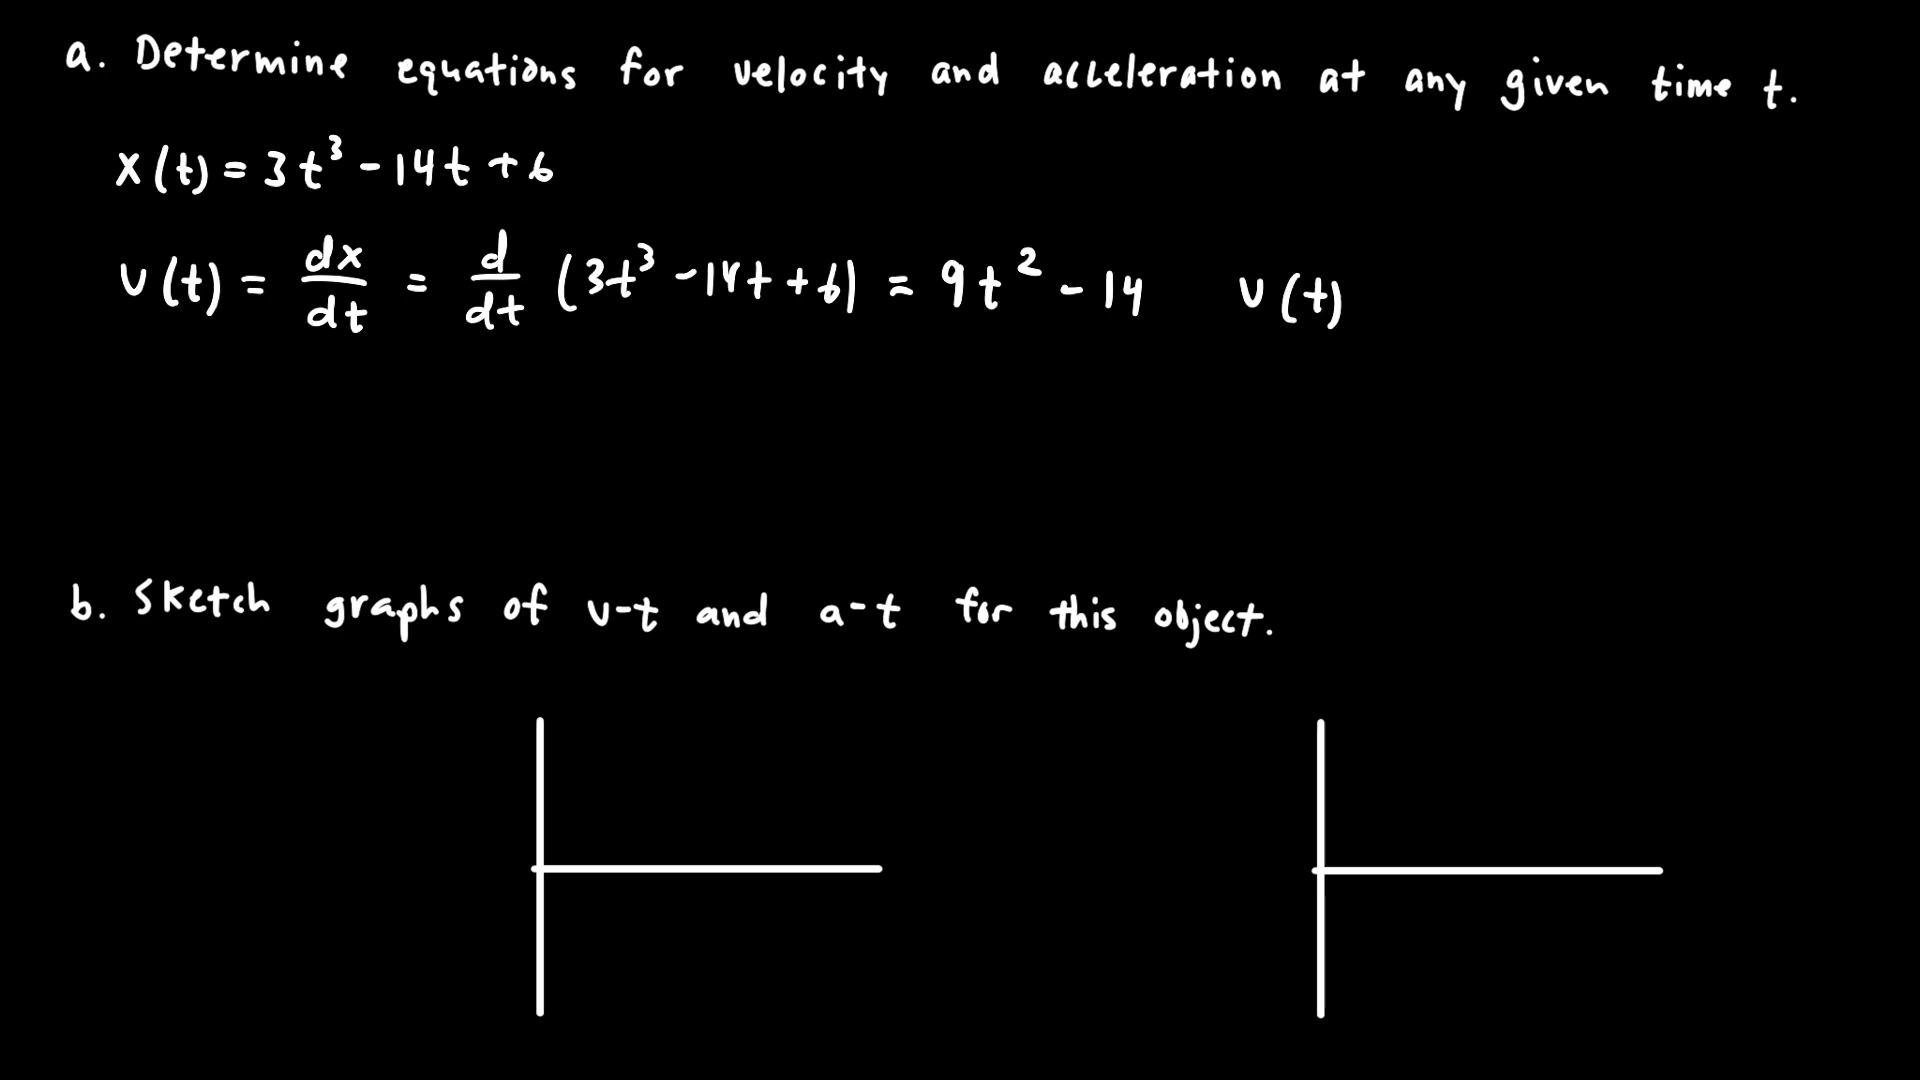 a. Determine equations for velocity and acceleration at any given time t.
x(t) = 3t³ - 14t + 6
v(t) = dx/dt = d/dt (3t³ - 14t + 6) = 9t² - 14 v(t)
b. Sketch graphs of v-t and a-t for this object.